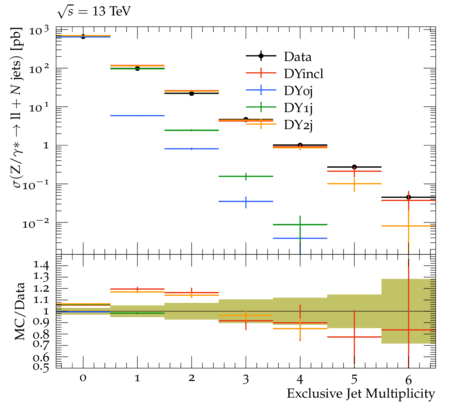 √s = 13 TeV
σ(Z/γ∗ → ll + N jets) [pb]
10³
10²
10¹
1
10⁻¹
10⁻²
Data
DYincl
DY0j
DY1j
DY2j
MC/Data
1.4
1.3
1.2
1.1
1
0.9
0.8
0.7
0.6
0.5
0 1 2 3 4 5 6
Exclusive Jet Multiplicity